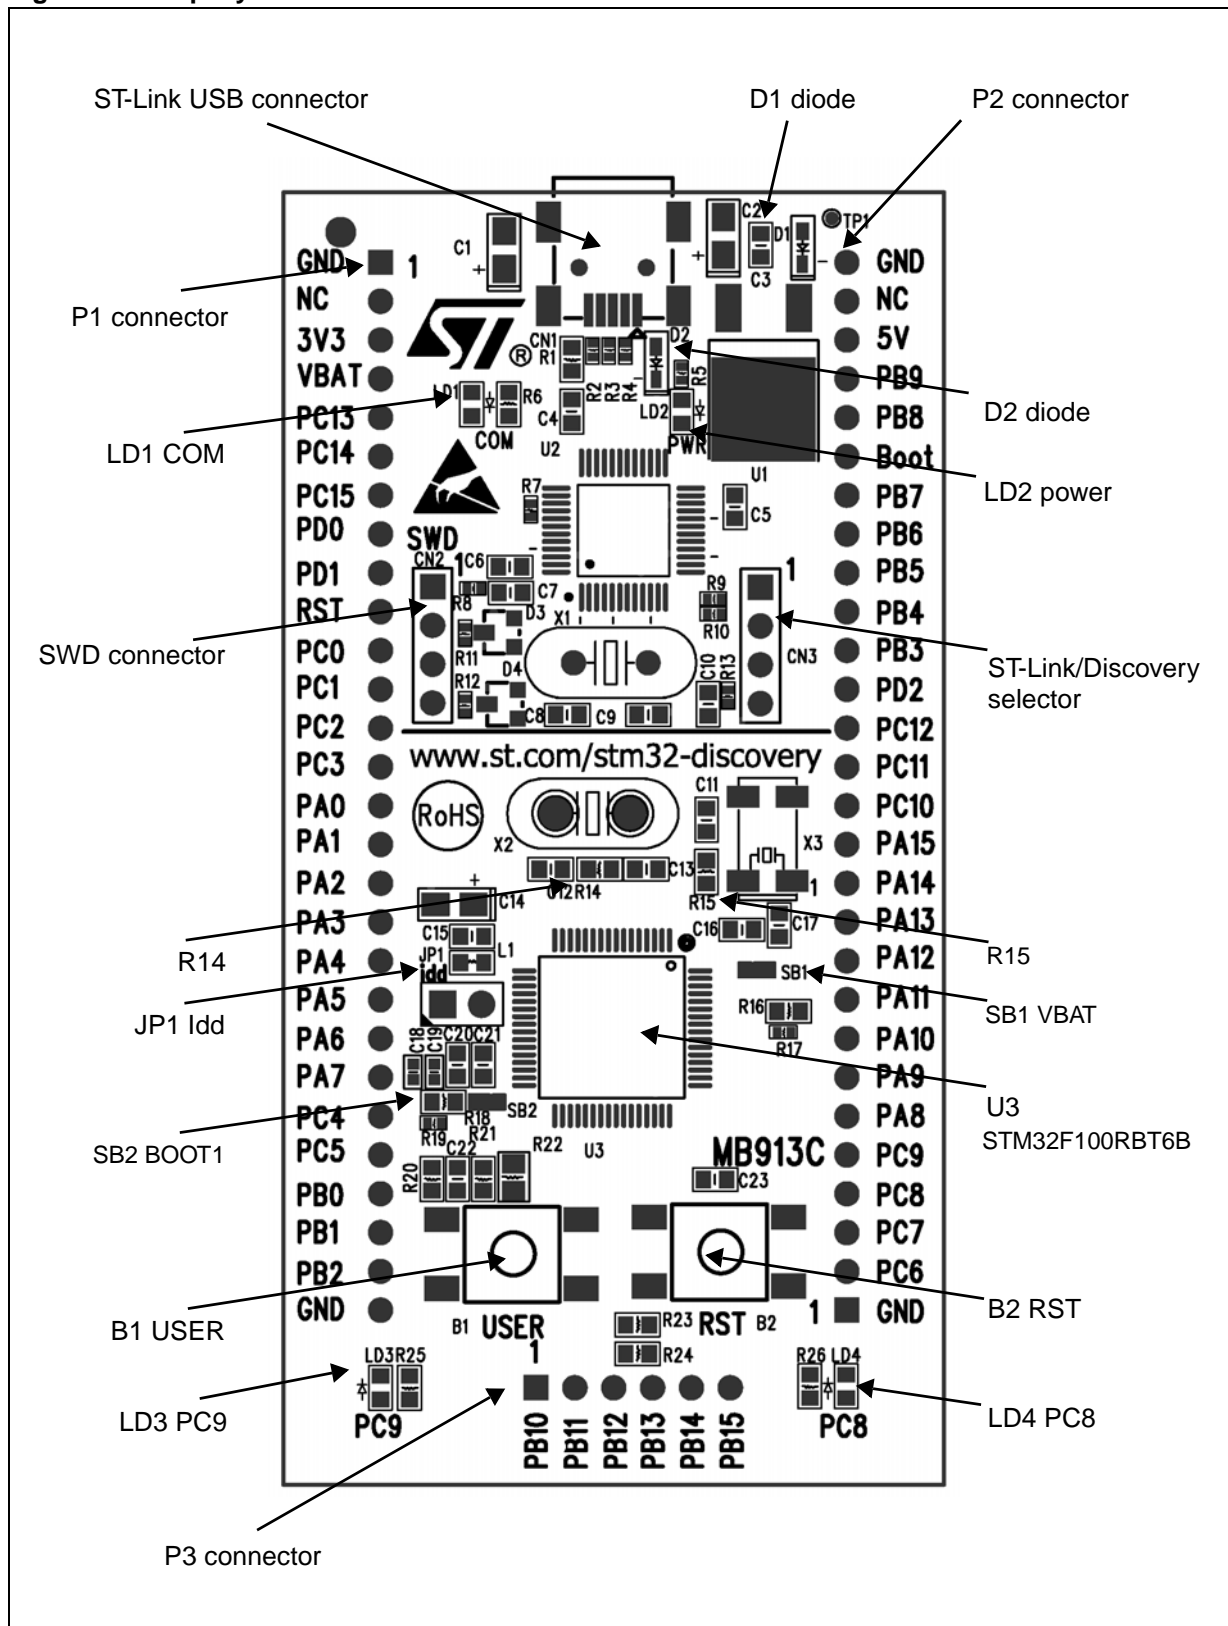 ST-Link USB connector
D1 diode
P2 connector
C1
C2
D1
TP1
C3
GND
1
GND
NC
NC
P1 connector
3V3
ST
®
CN1
R1
D2
5V
VBAT
R2
R3
R4
R5
PB9
LD1
R6
LD2
D2 diode
PC13
C4
PB8
COM
U2
PWR
LD1 COM
PC14
Boot
U1
LD2 power
PC15
R7
C5
PB7
PD0
SWD
PB6
CN2
1
C6
1
PD1
PB5
R8
C7
R9
RST
D3
X1
R10
PB4
SWD connector
PC0
R11
CN3
PB3
ST-Link/Discovery
selector
D4
C10
R13
PC1
R12
PD2
C8
C9
PC2
PC12
www.st.com/stm32-discovery
PC3
PC11
C11
PA0
RoHS
PC10
PA1
X2
X3
PA15
C13
PA2
C12
R14
1
PA14
C14
R15
PA3
C15
C16
C17
PA13
R14
JP1
L1
R15
PA4
Idd
SB1
PA12
JP1 Idd
PA5
R16
PA11
SB1 VBAT
PA6
C18
C19
C20
C21
R17
PA10
PA7
PA9
SB2
U3
PC4
R18
PA8
R19
R21
STM32F100RBT6B
SB2 BOOT1
PC5
C22
R22
U3
MB913C
PC9
R20
C23
PB0
PC8
PB1
PC7
PB2
PC6
GND
1
GND
B1 USER
B1
USER
R23
RST
B2
B2 RST
1
R24
LD3
R25
R26
LD4
LD3 PC9
PC9
PC8
LD4 PC8
PB10
PB11
PB12
PB13
PB14
PB15
P3 connector